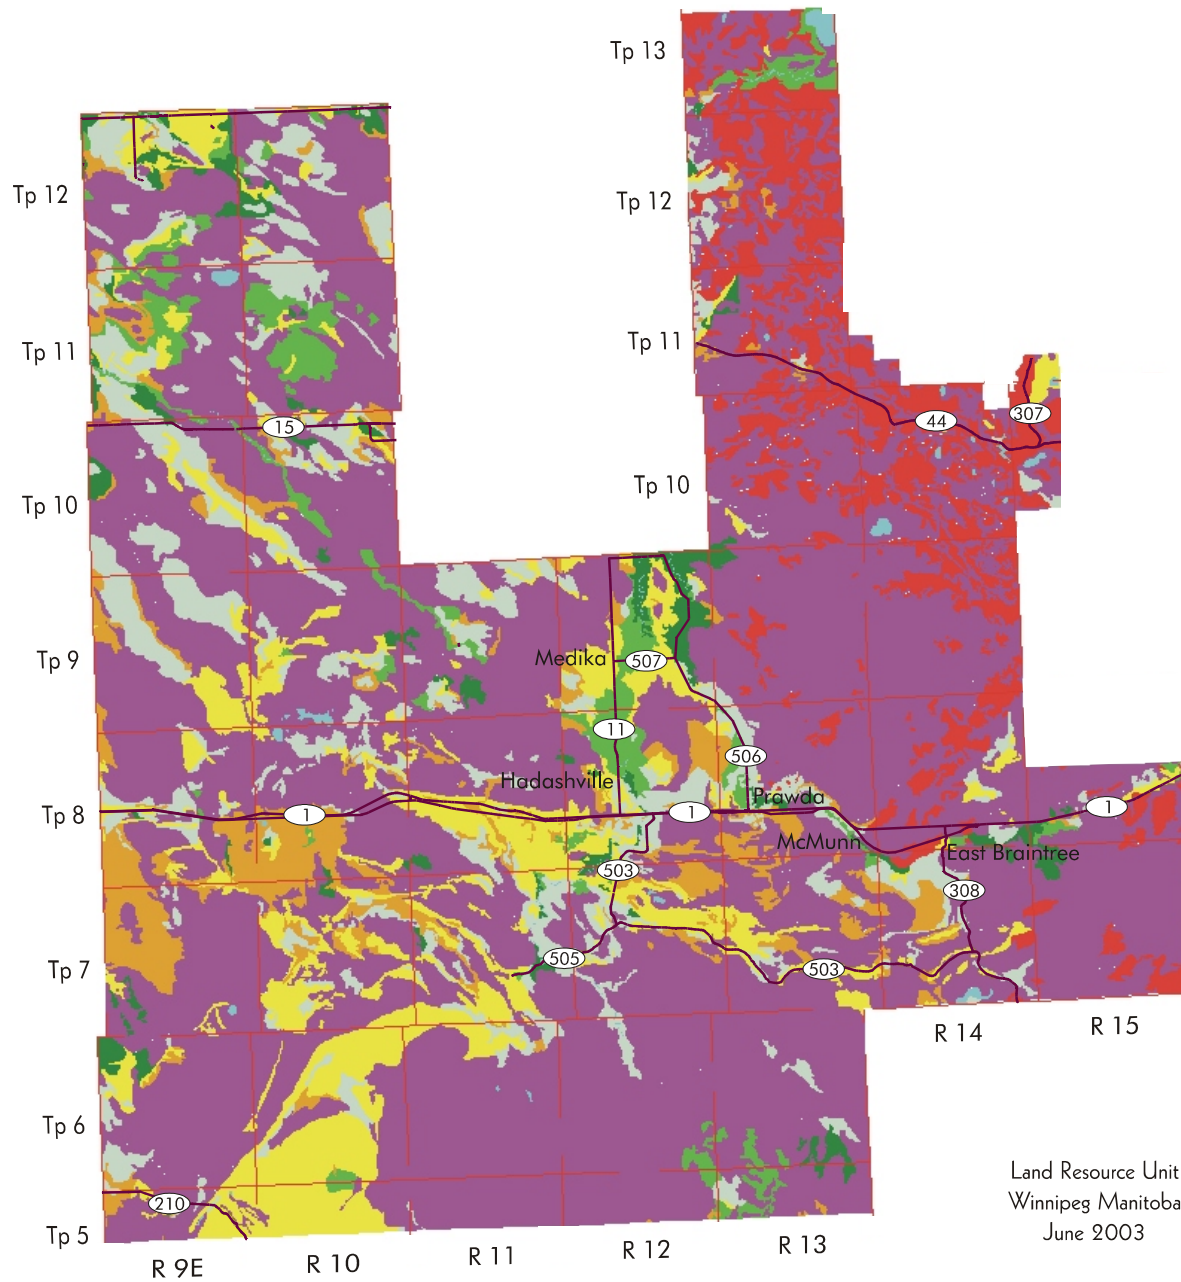 Tp 13
Tp 12
Tp 12
Tp 11
Tp 11
307
44
15
Tp 10
Tp 10
Tp 9
Medika
507
11
506
Hadashville
Prawda
Tp 8
1
1
1
McMunn
East Braintree
503
308
505
503
Tp 7
R 14
R 15
Tp 6
Land Resource Unit
Winnipeg Manitoba
June 2003
210
Tp 5
R 9E
R 10
R 11
R 12
R 13